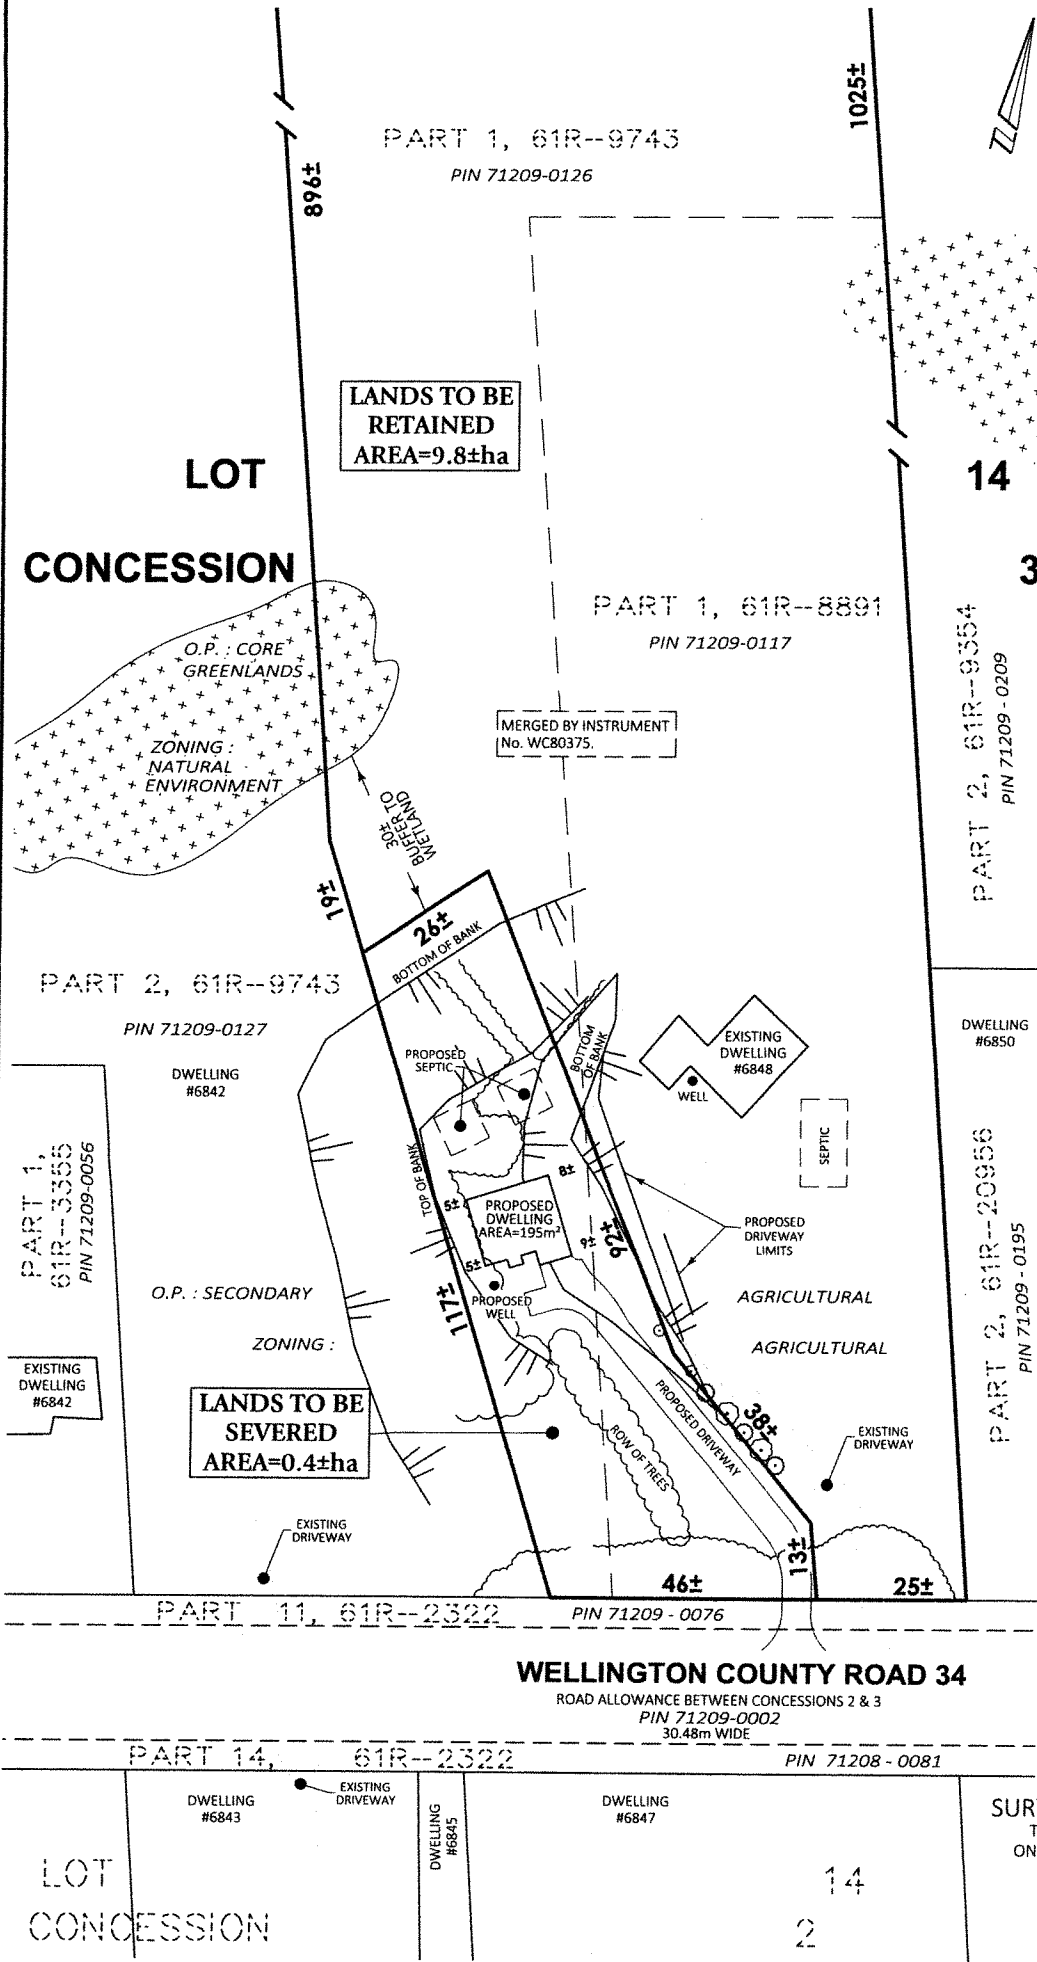 1025±
PART 1, 61R--9743
PIN 71209-0126
896±
LANDS TO BE
RETAINED
AREA=9.8±ha
LOT
14
CONCESSION
3
PART 1, 61R--8891
PIN 71209-0117
O.P. : CORE
GREENLANDS
PART 2, 61R--9354
PIN 71209 - 0209
MERGED BY INSTRUMENT
No. WC80375.
ZONING :
NATURAL
ENVIRONMENT
30±
BUFFER TO
WETLAND
19±
26±
BOTTOM OF BANK
PART 2, 61R--9743
PIN 71209-0127
DWELLING
#6842
PROPOSED
SEPTIC
BOTTOM
OF BANK
EXISTING
DWELLING
#6848
WELL
DWELLING
#6850
SEPTIC
PART 1,
61R--3355
PIN 71209-0056
TOP OF BANK
8±
5±
PROPOSED
DWELLING
AREA=195m²
9±
92±
5±
PROPOSED
WELL
PROPOSED
DRIVEWAY
LIMITS
PART 2, 61R--20956
PIN 71209 - 0195
O.P. : SECONDARY
AGRICULTURAL
117±
ZONING :
AGRICULTURAL
EXISTING
DWELLING
#6842
LANDS TO BE
SEVERED
AREA=0.4±ha
PROPOSED DRIVEWAY
38±
ROW OF TREES
EXISTING
DRIVEWAY
EXISTING
DRIVEWAY
13±
46±
25±
PART 11, 61R--2322
PIN 71209 - 0076
WELLINGTON COUNTY ROAD 34
ROAD ALLOWANCE BETWEEN CONCESSIONS 2 & 3
PIN 71209-0002
30.48m WIDE
PART 14, 61R--2322
PIN 71208 - 0081
EXISTING
DRIVEWAY
DWELLING
#6843
DWELLING
#6845
DWELLING
#6847
SUR
T
ON
LOT
14
CONCESSION
2